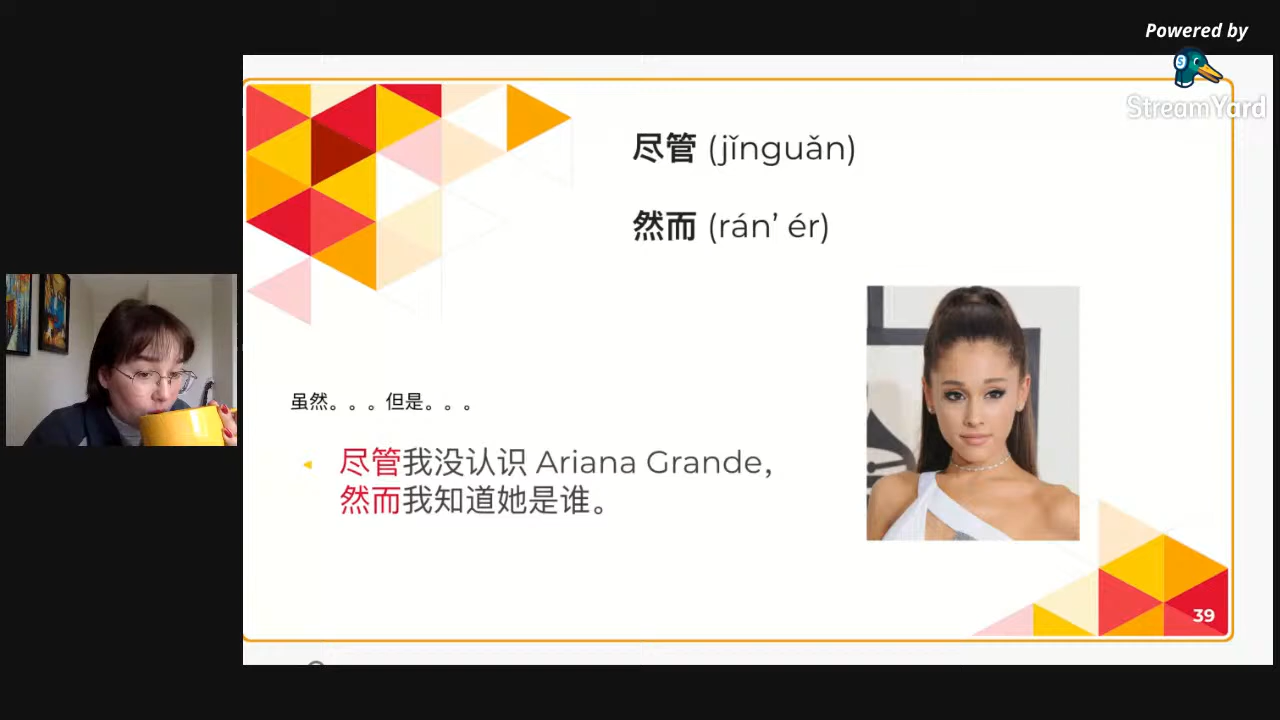 Powered by
StreamYard
尽管 (jǐnguǎn)
然而 (rán’ ér)
虽然。。。但是。。。
尽管我没认识 Ariana Grande，
然而我知道她是谁。
39